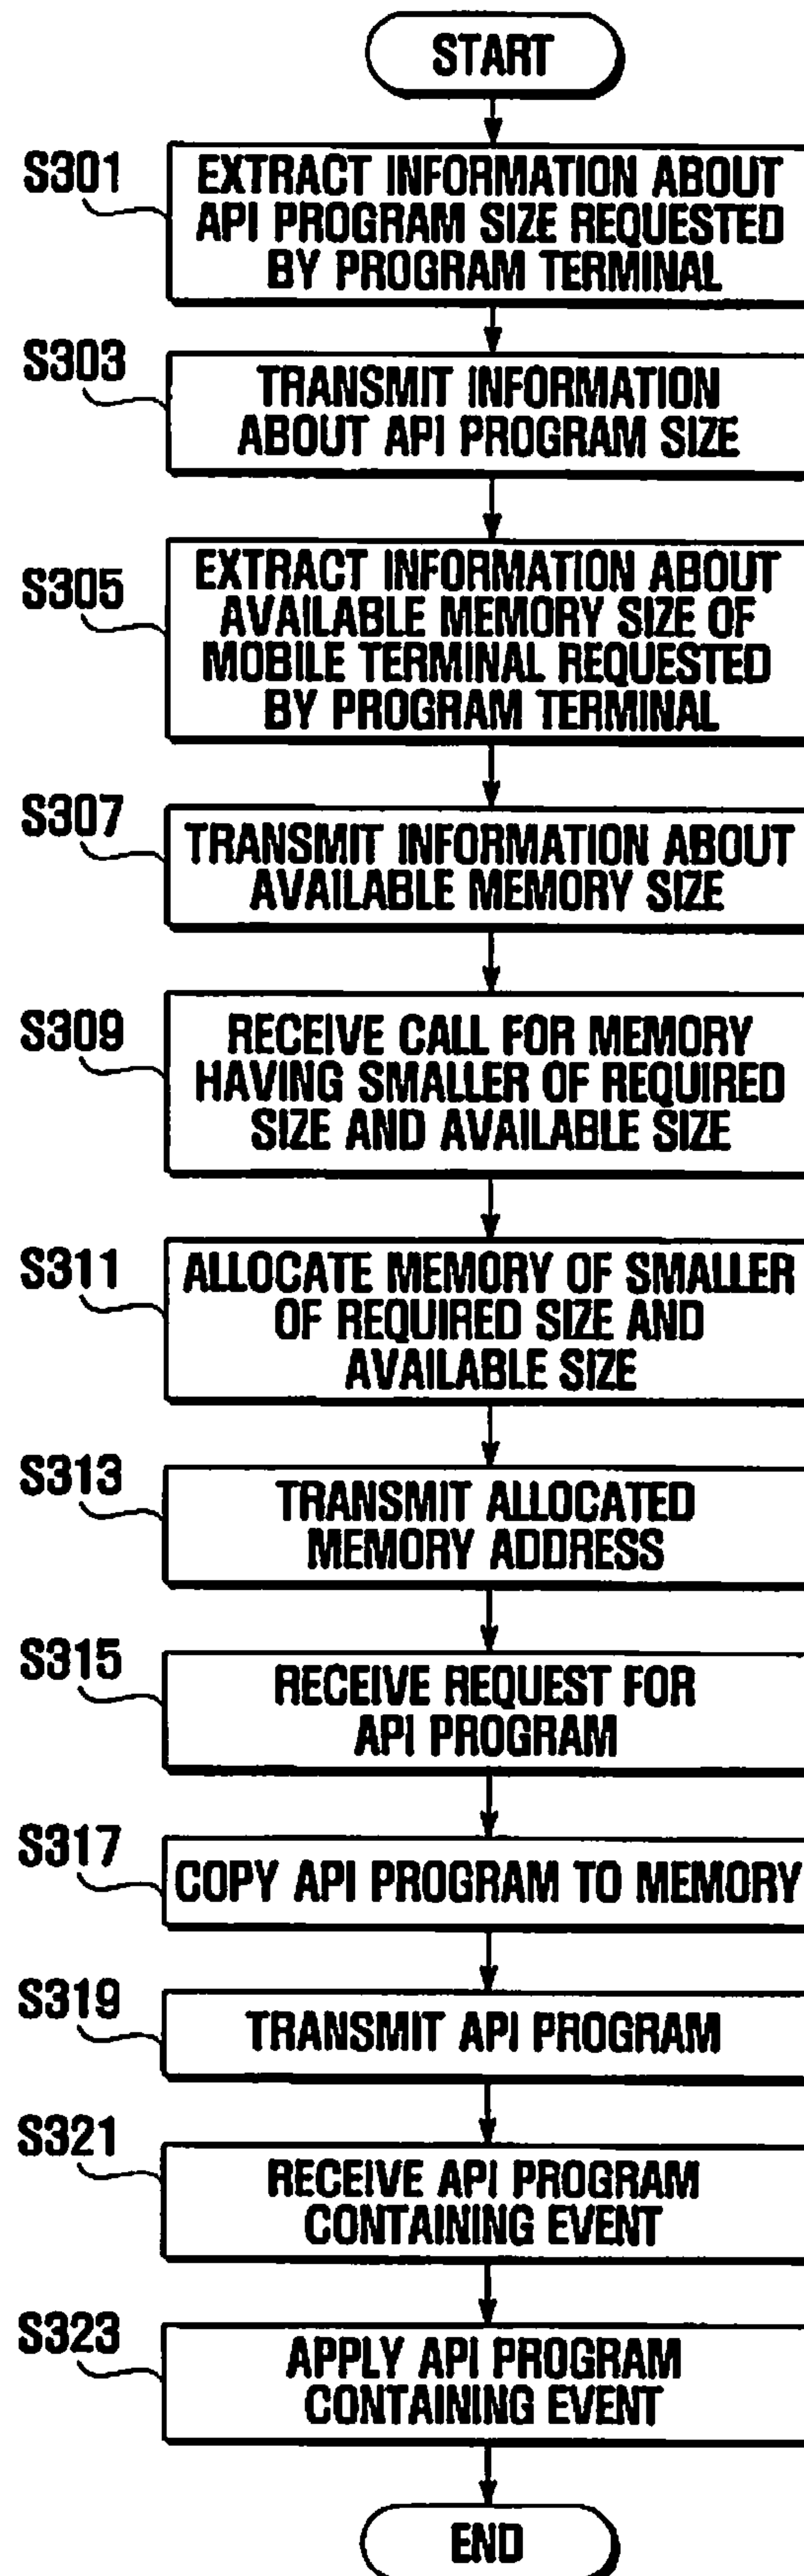 START
S301
EXTRACT INFORMATION ABOUT
API PROGRAM SIZE REQUESTED
BY PROGRAM TERMINAL
S303
TRANSMIT INFORMATION
ABOUT API PROGRAM SIZE
S305
EXTRACT INFORMATION ABOUT
AVAILABLE MEMORY SIZE OF
MOBILE TERMINAL REQUESTED
BY PROGRAM TERMINAL
S307
TRANSMIT INFORMATION ABOUT
AVAILABLE MEMORY SIZE
S309
RECEIVE CALL FOR MEMORY
HAVING SMALLER OF REQUIRED
SIZE AND AVAILABLE SIZE
S311
ALLOCATE MEMORY OF SMALLER
OF REQUIRED SIZE AND
AVAILABLE SIZE
S313
TRANSMIT ALLOCATED
MEMORY ADDRESS
S315
RECEIVE REQUEST FOR
API PROGRAM
S317
COPY API PROGRAM TO MEMORY
S319
TRANSMIT API PROGRAM
S321
RECEIVE API PROGRAM
CONTAINING EVENT
S323
APPLY API PROGRAM
CONTAINING EVENT
END